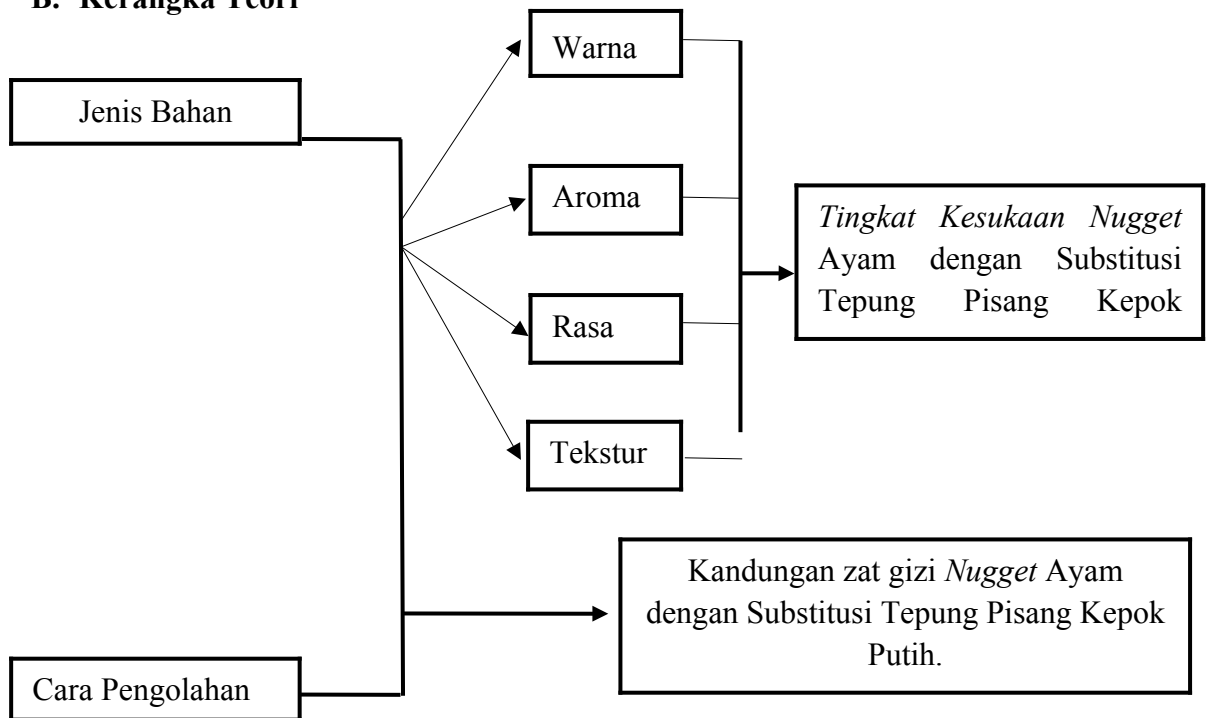 B. Kerangka Teori
Warna
Jenis Bahan
Aroma
Tingkat Kesukaan Nugget
Ayam dengan Substitusi
Tepung Pisang Kepok
Rasa
Tekstur
Kandungan zat gizi Nugget Ayam
dengan Substitusi Tepung Pisang Kepok
Putih.
Cara Pengolahan